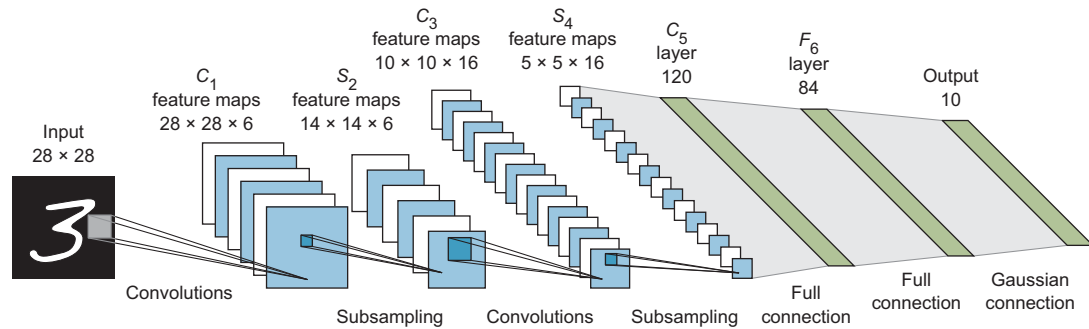 Input
28 × 28
C1
feature maps
28 × 28 × 6
S2
feature maps
14 × 14 × 6
C3
feature maps
10 × 10 × 16
S4
feature maps
5 × 5 × 16
C5
layer
120
F6
layer
84
Output
10
3
Convolutions
Subsampling
Convolutions
Subsampling
Full
connection
Full
connection
Gaussian
connection